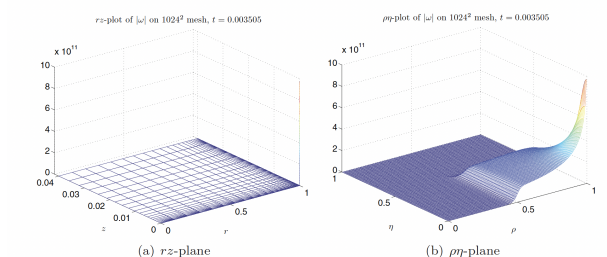 rz-plot of |ω| on 1024² mesh, t = 0.003505
x 10¹¹
10
8
6
4
2
0
0.04
0.03
0.02
0.01
0
z
0
0.5
1
r
(a) rz-plane
ρη-plot of |ω| on 1024² mesh, t = 0.003505
x 10¹¹
10
8
6
4
2
0
1
0.5
0
η
0
0.5
1
ρ
(b) ρη-plane